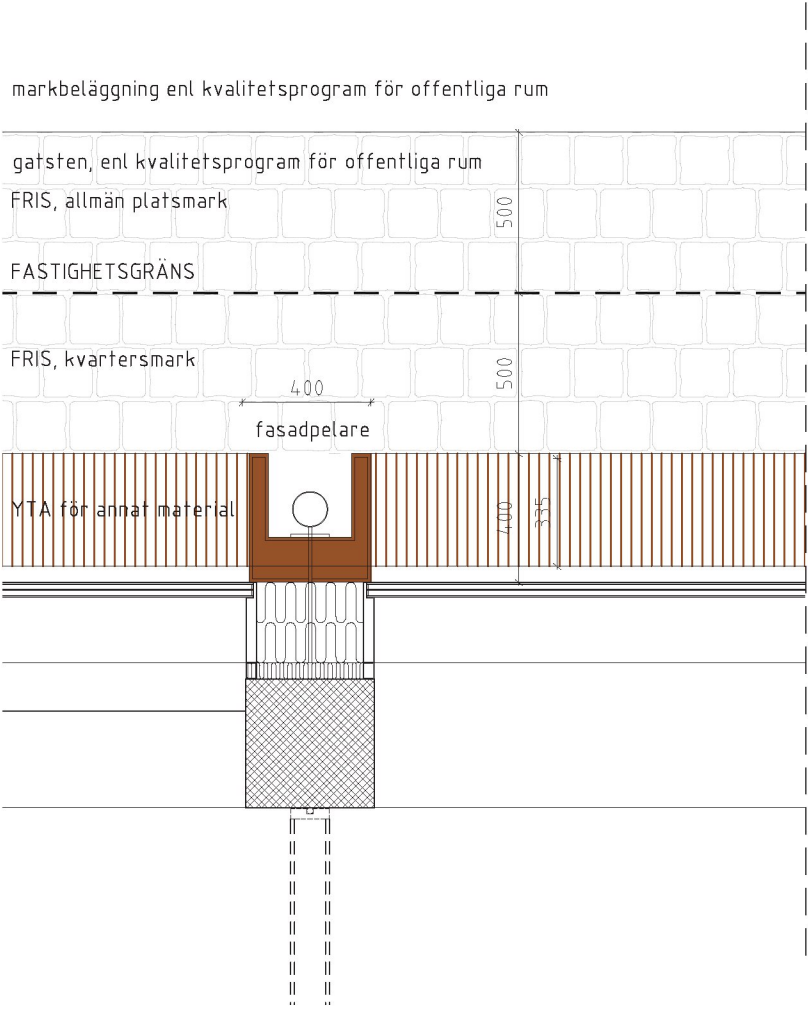 markbeläggning enl kvalitetsprogram för offentliga rum
gatsten, enl kvalitetsprogram för offentliga rum
FRIS, allmän platsmark
500
FASTIGHETSGRÄNS
FRIS, kvartersmark
500
400
fasadpelare
YTA för annat material
400
335